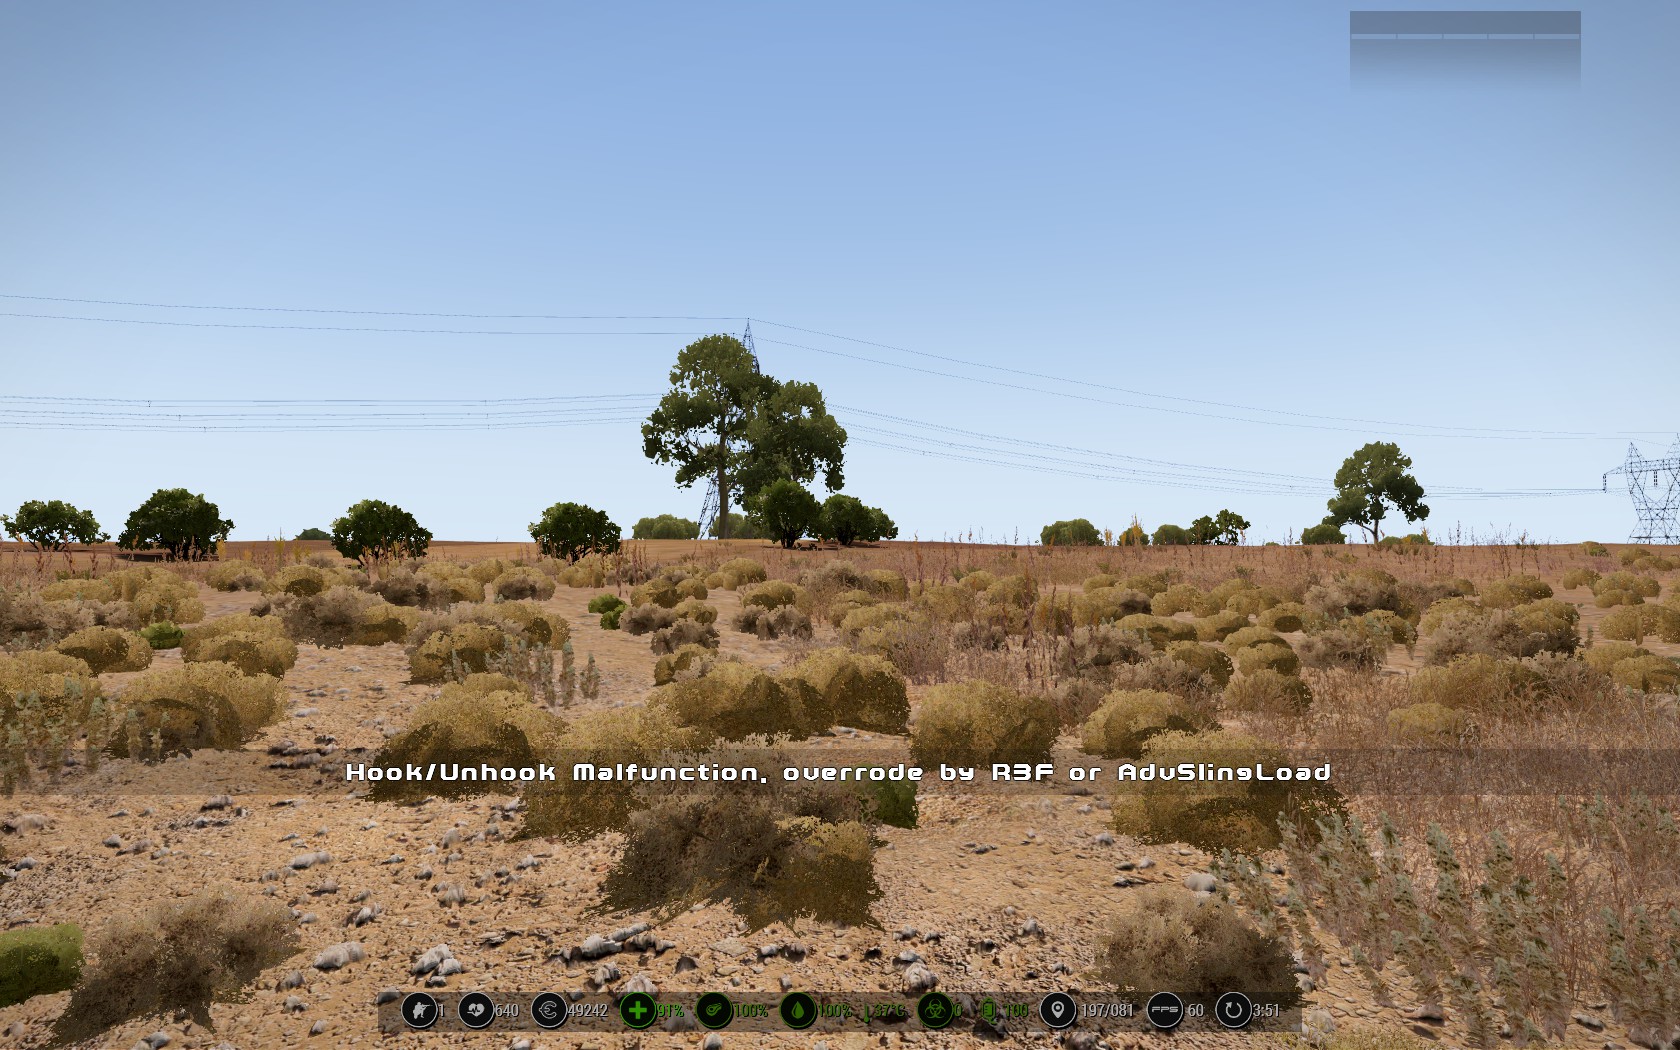 Hook/Unhook Malfunction, overrode by R3F or AdvSlingLoad
1 640 49242 91% 100% 100% 37°C 0 100 197/081 FPS 60 3:51